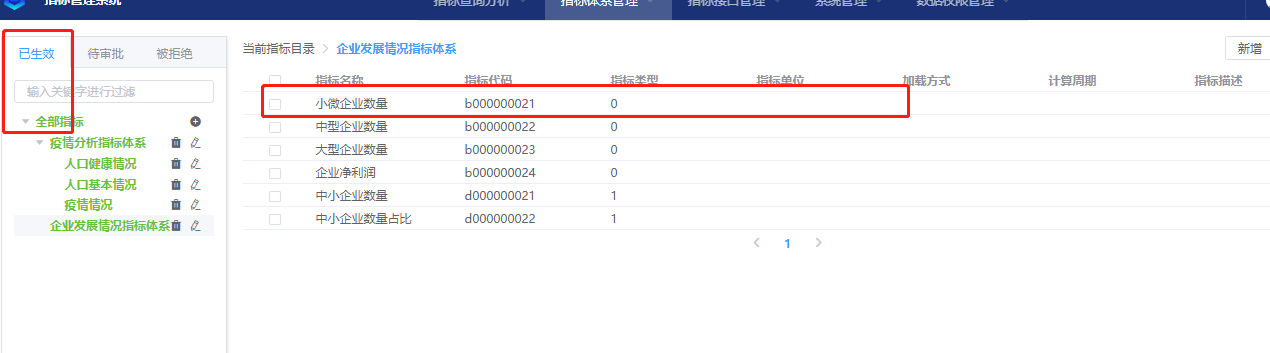 指标管理系统
指标查询分析
指标体系管理
指标接口管理
系统管理
数据权限管理
已生效
待审批
被拒绝
输入关键字进行过滤
全部指标
疫情分析指标体系
人口健康情况
人口基本情况
疫情情况
企业发展情况指标体系
当前指标目录 > 企业发展情况指标体系
新增
指标名称 指标代码 指标类型 指标单位 加载方式 计算周期 指标描述
小微企业数量 b000000021 0
中型企业数量 b000000022 0
大型企业数量 b000000023 0
企业净利润 b000000024 0
中小企业数量 d000000021 1
中小企业数量占比 d000000022 1
1